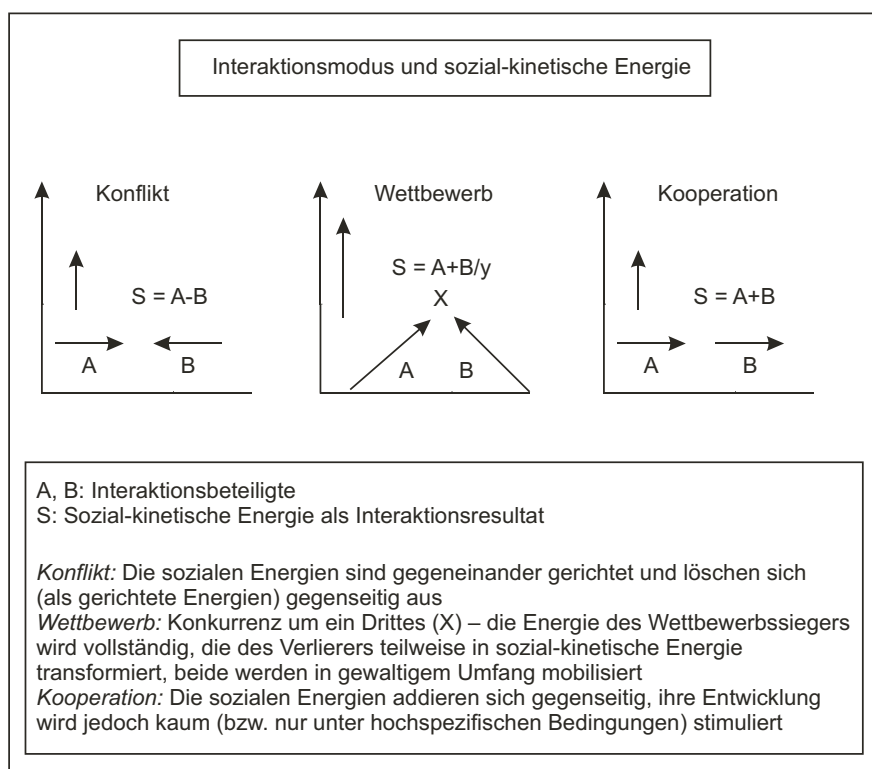 Interaktionsmodus und sozial-kinetische Energie
Konflikt
S = A-B
A
B
Wettbewerb
S = A+B/y
X
A
B
Kooperation
S = A+B
A
B
A, B: Interaktionsbeteiligte
S: Sozial-kinetische Energie als Interaktionsresultat
Konflikt: Die sozialen Energien sind gegeneinander gerichtet und löschen sich
(als gerichtete Energien) gegenseitig aus
Wettbewerb: Konkurrenz um ein Drittes (X) – die Energie des Wettbewerbssiegers
wird vollständig, die des Verlierers teilweise in sozial-kinetische Energie
transformiert, beide werden in gewaltigem Umfang mobilisiert
Kooperation: Die sozialen Energien addieren sich gegenseitig, ihre Entwicklung
wird jedoch kaum (bzw. nur unter hochspezifischen Bedingungen) stimuliert